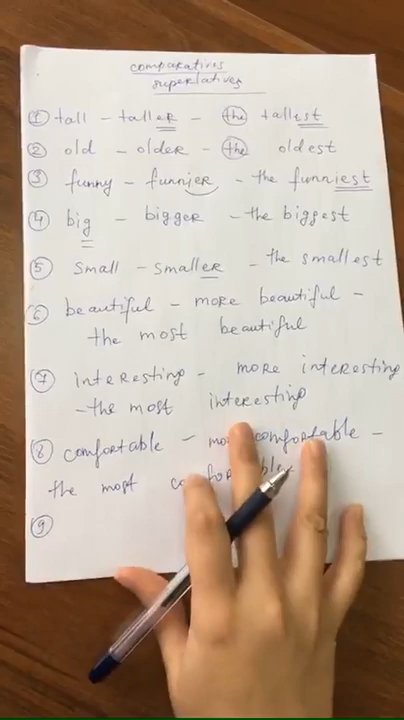 comparatives
superlatives
① tall – tallER – the tallest
② old – oldER – the oldest
③ funny – funnIER – the funniest
④ big – bigger – the biggest
⑤ small – smaller – the smallest
⑥ beautiful – more beautiful –
the most beautiful
⑦ inteResting – moRe inteResting
– the most interesting
⑧ comfortable – comfortable –
the most
⑨